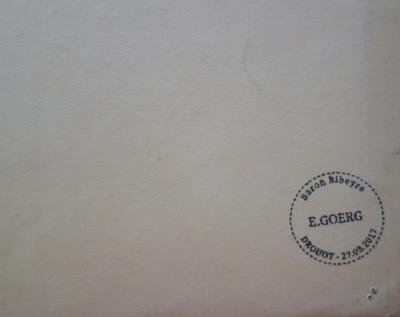 Baron Ribeyre
E.GOERG
DROUOT - 27.03.2017